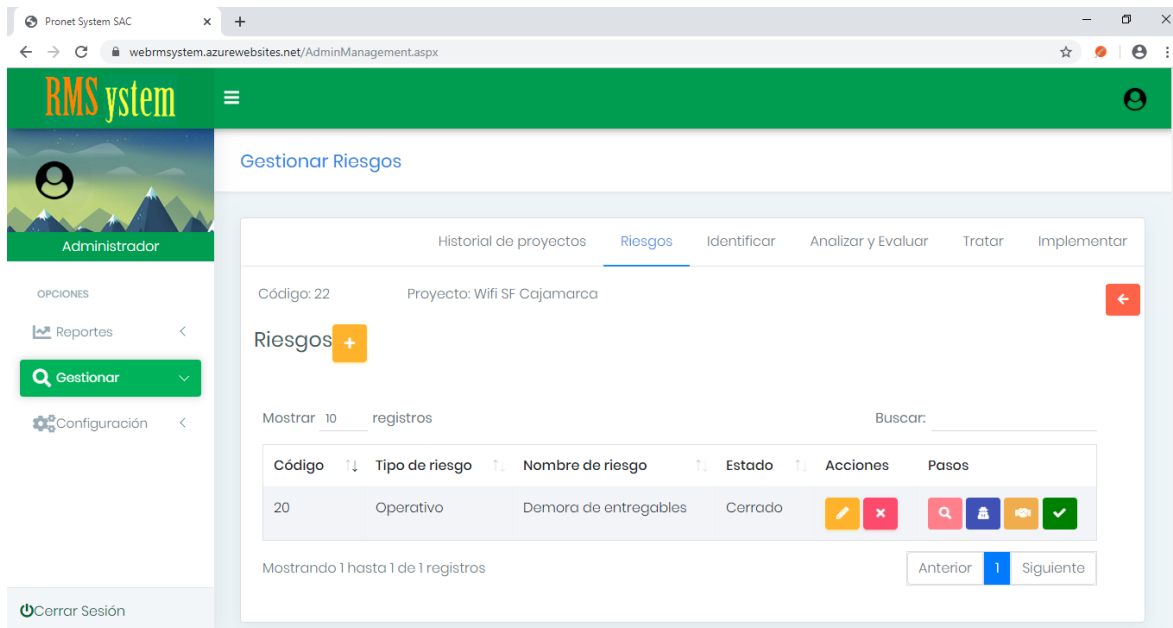 Pronet System SAC
webrmsystem.azurewebsites.net/AdminManagement.aspx
RMSystem
Gestionar Riesgos
Administrador
Historial de proyectos Riesgos Identificar Analizar y Evaluar Tratar Implementar
OPCIONES
Código: 22 Proyecto: Wifi SF Cajamarca
Reportes
Riesgos
Gestionar
Configuración
Mostrar 10 registros Buscar:
Código Tipo de riesgo Nombre de riesgo Estado Acciones Pasos
20 Operativo Demora de entregables Cerrado
Mostrando 1 hasta 1 de 1 registros Anterior 1 Siguiente
Cerrar Sesión